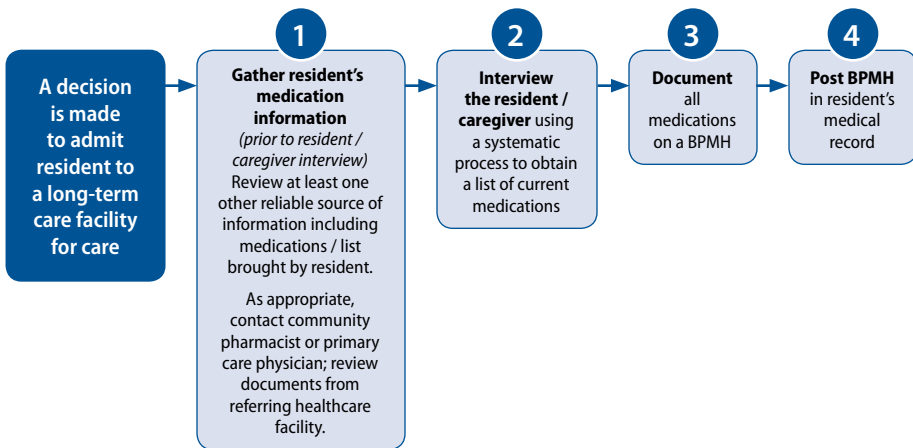 A decision
is made
to admit
resident to
a long-term
care facility
for care
1
Gather resident’s
medication
information
(prior to resident /
caregiver interview)
Review at least one
other reliable source of
information including
medications / list
brought by resident.
As appropriate,
contact community
pharmacist or primary
care physician; review
documents from
referring healthcare
facility.
2
Interview
the resident /
caregiver using
a systematic
process to obtain
a list of current
medications
3
Document
all
medications
on a BPMH
4
Post BPMH
in resident’s
medical
record